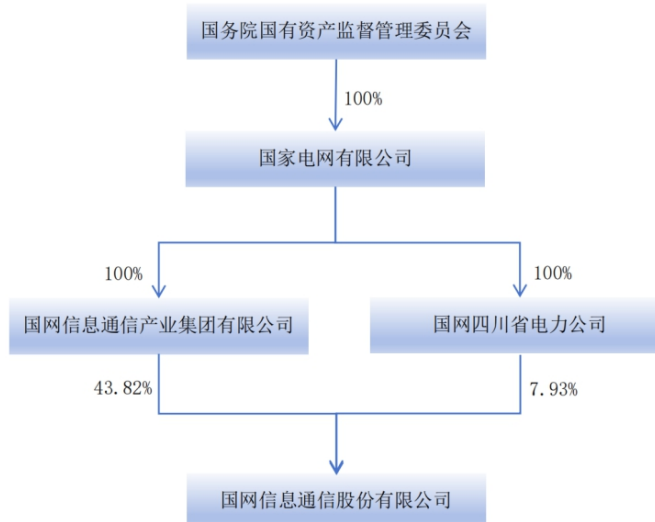 国务院国有资产监督管理委员会
100%
国家电网有限公司
100%
100%
国网信息通信产业集团有限公司
国网四川省电力公司
43.82%
7.93%
国网信息通信股份有限公司